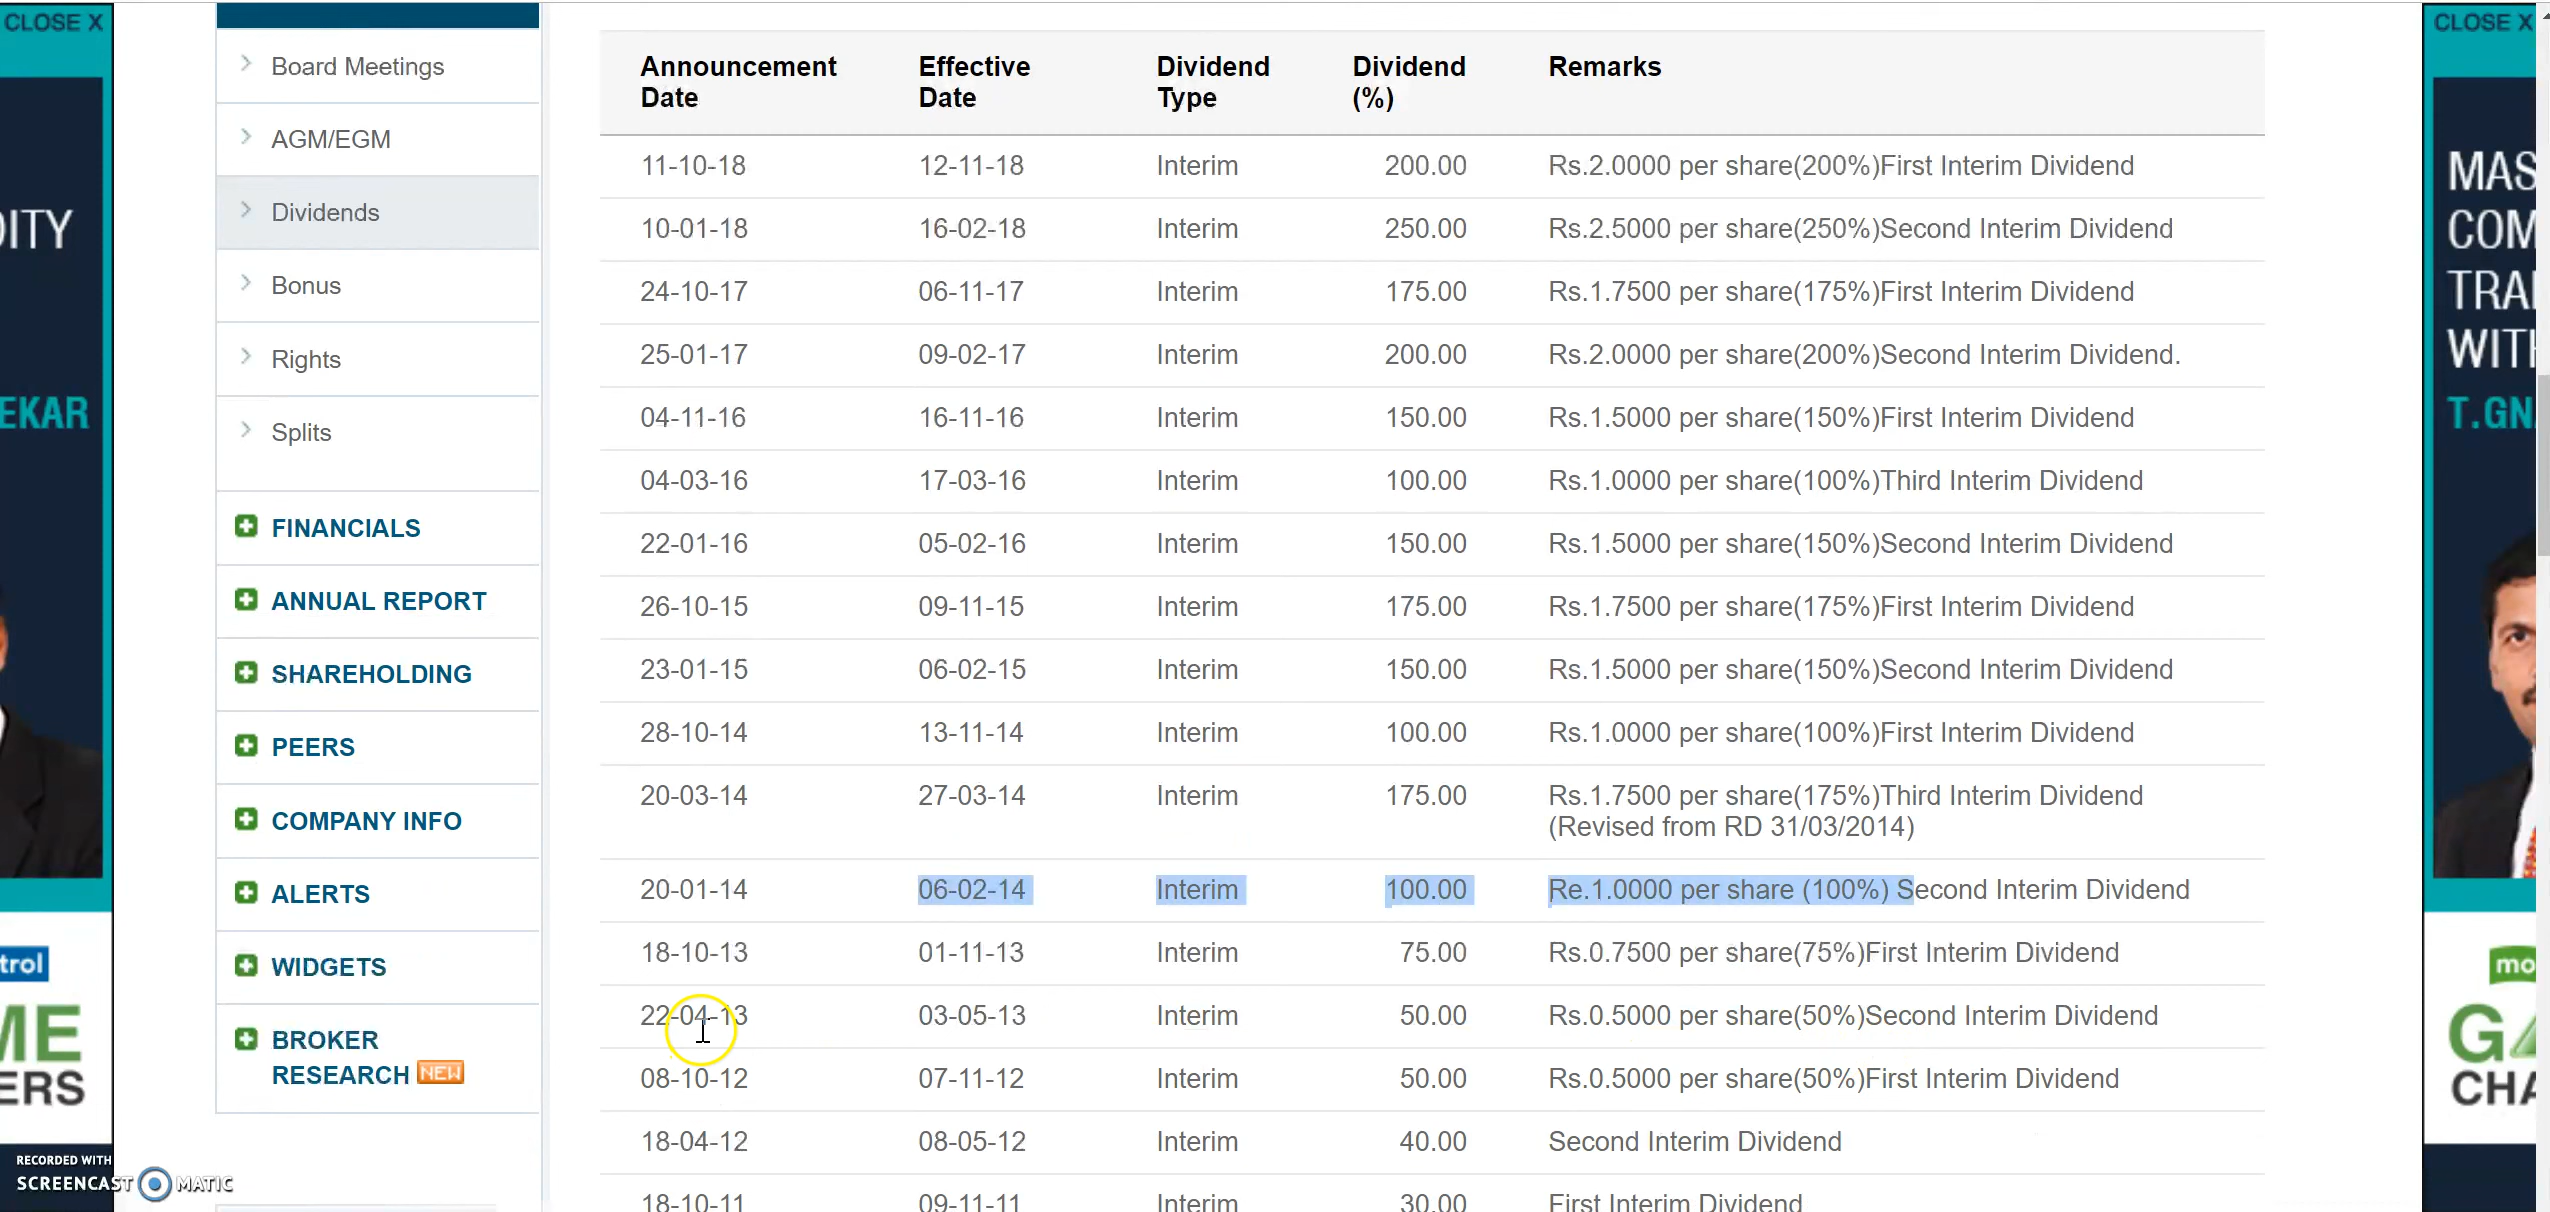 CLOSE X
DITY
EKAR
trol
ME
ERS
RECORDED WITH
SCREENCAST MATIC
Board Meetings
AGM/EGM
Dividends
Bonus
Rights
Splits
FINANCIALS
ANNUAL REPORT
SHAREHOLDING
PEERS
COMPANY INFO
ALERTS
WIDGETS
BROKER
RESEARCH NEW
Announcement Effective Dividend Dividend Remarks
Date Date Type (%)
11-10-18 12-11-18 Interim 200.00 Rs.2.0000 per share(200%)First Interim Dividend
10-01-18 16-02-18 Interim 250.00 Rs.2.5000 per share(250%)Second Interim Dividend
24-10-17 06-11-17 Interim 175.00 Rs.1.7500 per share(175%)First Interim Dividend
25-01-17 09-02-17 Interim 200.00 Rs.2.0000 per share(200%)Second Interim Dividend.
04-11-16 16-11-16 Interim 150.00 Rs.1.5000 per share(150%)First Interim Dividend
04-03-16 17-03-16 Interim 100.00 Rs.1.0000 per share(100%)Third Interim Dividend
22-01-16 05-02-16 Interim 150.00 Rs.1.5000 per share(150%)Second Interim Dividend
26-10-15 09-11-15 Interim 175.00 Rs.1.7500 per share(175%)First Interim Dividend
23-01-15 06-02-15 Interim 150.00 Rs.1.5000 per share(150%)Second Interim Dividend
28-10-14 13-11-14 Interim 100.00 Rs.1.0000 per share(100%)First Interim Dividend
20-03-14 27-03-14 Interim 175.00 Rs.1.7500 per share(175%)Third Interim Dividend
(Revised from RD 31/03/2014)
20-01-14 06-02-14 Interim 100.00 Re.1.0000 per share (100%) Second Interim Dividend
18-10-13 01-11-13 Interim 75.00 Rs.0.7500 per share(75%)First Interim Dividend
22-04-13 03-05-13 Interim 50.00 Rs.0.5000 per share(50%)Second Interim Dividend
08-10-12 07-11-12 Interim 50.00 Rs.0.5000 per share(50%)First Interim Dividend
18-04-12 08-05-12 Interim 40.00 Second Interim Dividend
18-10-11 09-11-11 Interim 30.00 First Interim Dividend
CLOSE X
MAS
COM
TRA
WITH
T.GN
mo
GA
CHA